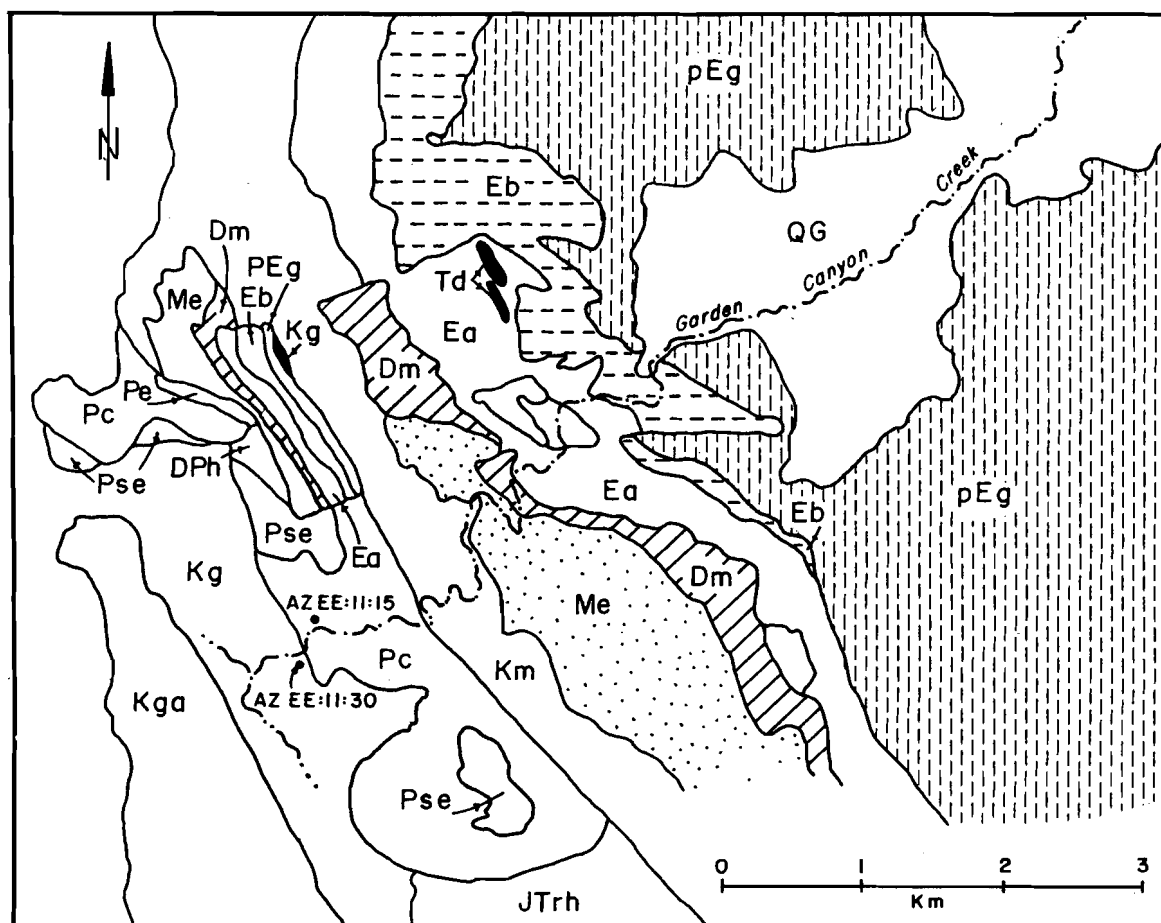 pEg
N
Creek
Eb
QG
Canyon
Dm
PEg
Me
Eb
Td
Garden
Kg
Ea
Dm
Pe
Pc
DPh
Pse
Ea
Eb
pEg
Pse
Ea
Dm
Kg
Me
AZ EE:11:15
Pc
Km
AZ EE:11:30
Kga
Pse
0 1 2 3
Km
JTrh